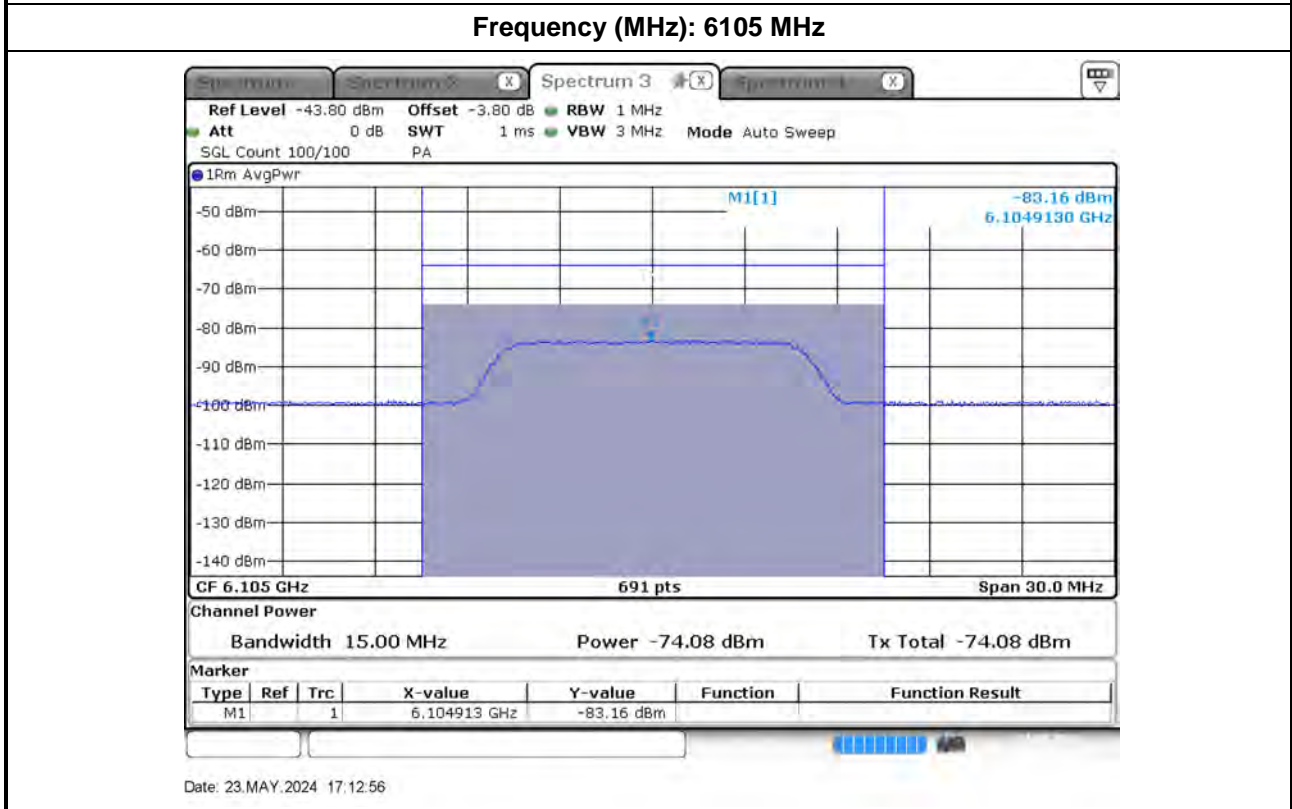 Frequency (MHz): 6105 MHz
Spectrum 3
Ref Level -43.80 dBm Offset -3.80 dB RBW 1 MHz
Att 0 dB SWT 1 ms VBW 3 MHz Mode Auto Sweep
SGL Count 100/100 PA
1Rm AvgPwr
M1[1] -83.16 dBm
6.1049130 GHz
-50 dBm
-60 dBm
-70 dBm
-80 dBm
-90 dBm
-100 dBm
-110 dBm
-120 dBm
-130 dBm
-140 dBm
CF 6.105 GHz 691 pts Span 30.0 MHz
Channel Power
Bandwidth 15.00 MHz Power -74.08 dBm Tx Total -74.08 dBm
Marker
Type Ref Trc X-value Y-value Function Function Result
M1 1 6.104913 GHz -83.16 dBm
Date: 23.MAY.2024 17:12:56